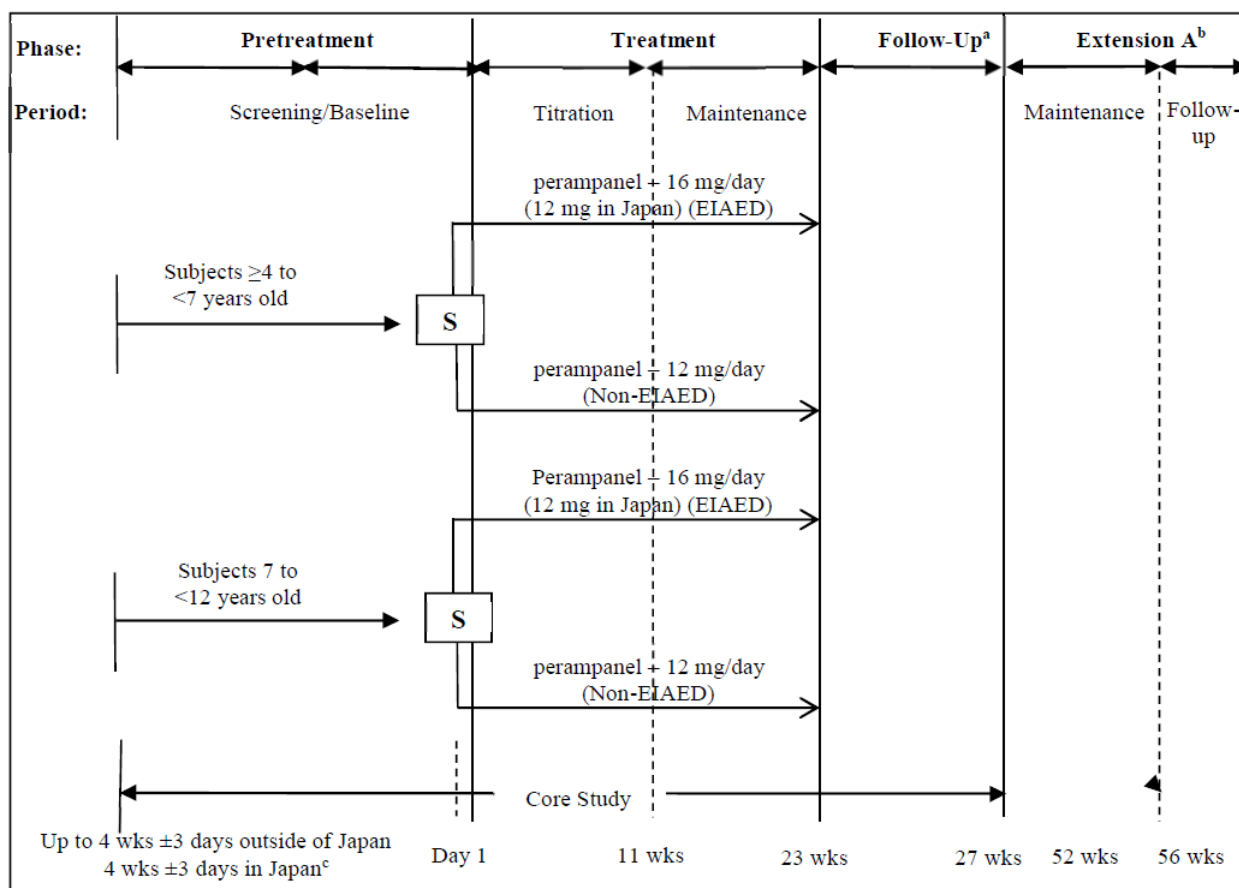 Phase: Pretreatment Treatment Follow-Upᵃ Extension Aᵇ
Period: Screening/Baseline Titration Maintenance Maintenance Follow-
up
perampanel + 16 mg/day
(12 mg in Japan) (EIAED)
Subjects ≥4 to
<7 years old
S
perampanel – 12 mg/day
(Non-EIAED)
Perampanel – 16 mg/day
(12 mg in Japan) (EIAED)
Subjects 7 to
<12 years old
S
perampanel + 12 mg/day
(Non-EIAED)
Core Study
Up to 4 wks ±3 days outside of Japan
4 wks ±3 days in Japanᶜ
Day 1 11 wks 23 wks 27 wks 52 wks 56 wks